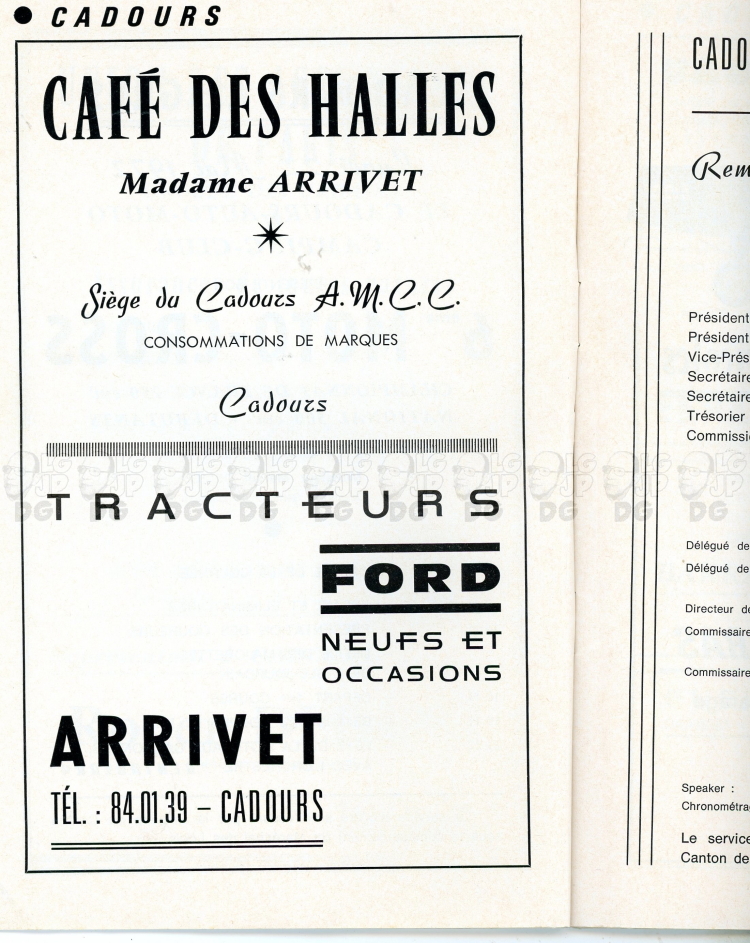 ● CADOURS
CAFÉ DES HALLES
Madame ARRIVET
Siège du Cadours A.M.C.C.
CONSOMMATIONS DE MARQUES
Cadours
TRACTEURS
FORD
NEUFS ET
OCCASIONS
ARRIVET
TÉL. : 84.01.39 – CADOURS
CADO
Rem
Président
Président
Vice-Prés
Secrétaire
Secrétaire
Trésorier
Commissi
Délégué de
Délégué de
Directeur de
Commissaire
Commissaire
Speaker :
Chronométra
Le service
Canton de